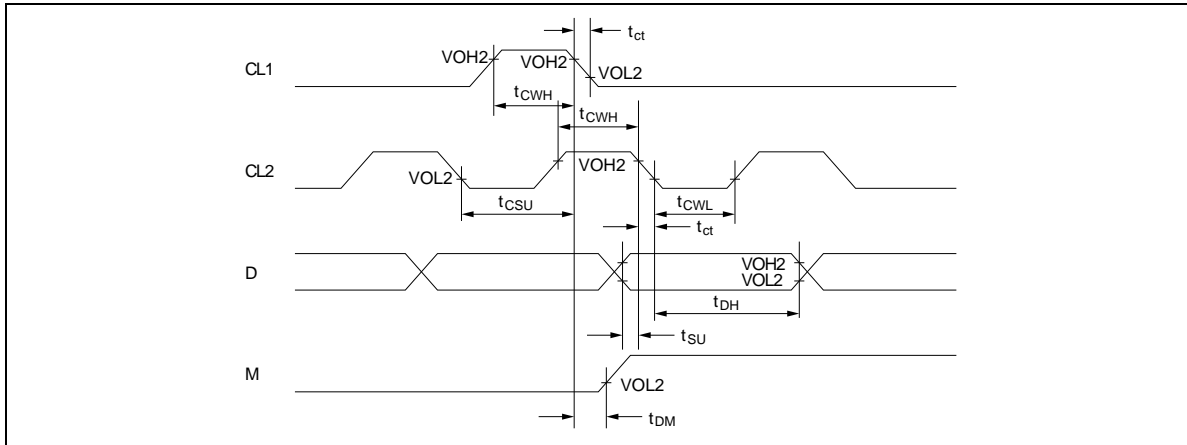 tct
VOH2
VOH2
VOL2
CL1
tCWH
tCWH
CL2
VOL2
VOH2
tCSU
tCWL
tct
D
VOH2
VOL2
tDH
tSU
M
VOL2
tDM